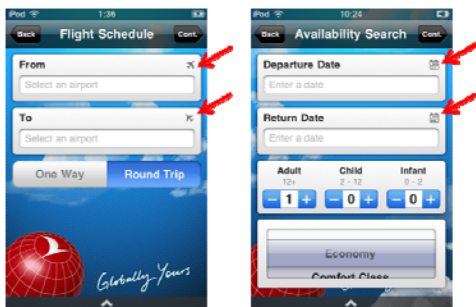 iPod 1:36
Back Flight Schedule Cont.
From
Select an airport
To
Select an airport
One Way Round Trip
Globally Yours
iPod 10:24
Back Availability Search Cont.
Departure Date
Enter a date
Return Date
Enter a date
Adult Child Infant
12+ 2 - 12 0 - 2
− 1 + − 0 + − 0 +
Economy
Comfort Class